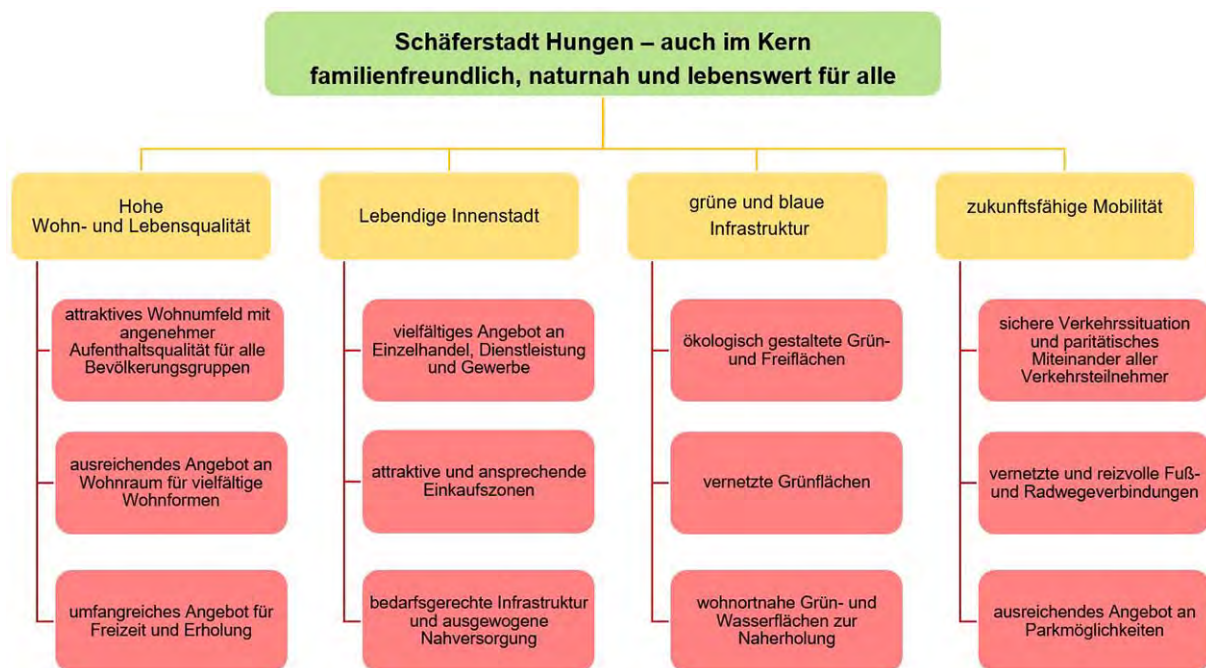 Schäferstadt Hungen – auch im Kern
familienfreundlich, naturnah und lebenswert für alle
Hohe
Wohn- und Lebensqualität
attraktives Wohnumfeld mit
angenehmer
Aufenthaltsqualität für alle
Bevölkerungsgruppen
ausreichendes Angebot an
Wohnraum für vielfältige
Wohnformen
umfangreiches Angebot für
Freizeit und Erholung
Lebendige Innenstadt
vielfältiges Angebot an
Einzelhandel, Dienstleistung
und Gewerbe
attraktive und ansprechende
Einkaufszonen
bedarfsgerechte Infrastruktur
und ausgewogene
Nahversorgung
grüne und blaue
Infrastruktur
ökologisch gestaltete Grün-
und Freiflächen
vernetzte Grünflächen
wohnortnahe Grün- und
Wasserflächen zur
Naherholung
zukunftsfähige Mobilität
sichere Verkehrssituation
und paritätisches
Miteinander aller
Verkehrsteilnehmer
vernetzte und reizvolle Fuß-
und Radwegeverbindungen
ausreichendes Angebot an
Parkmöglichkeiten